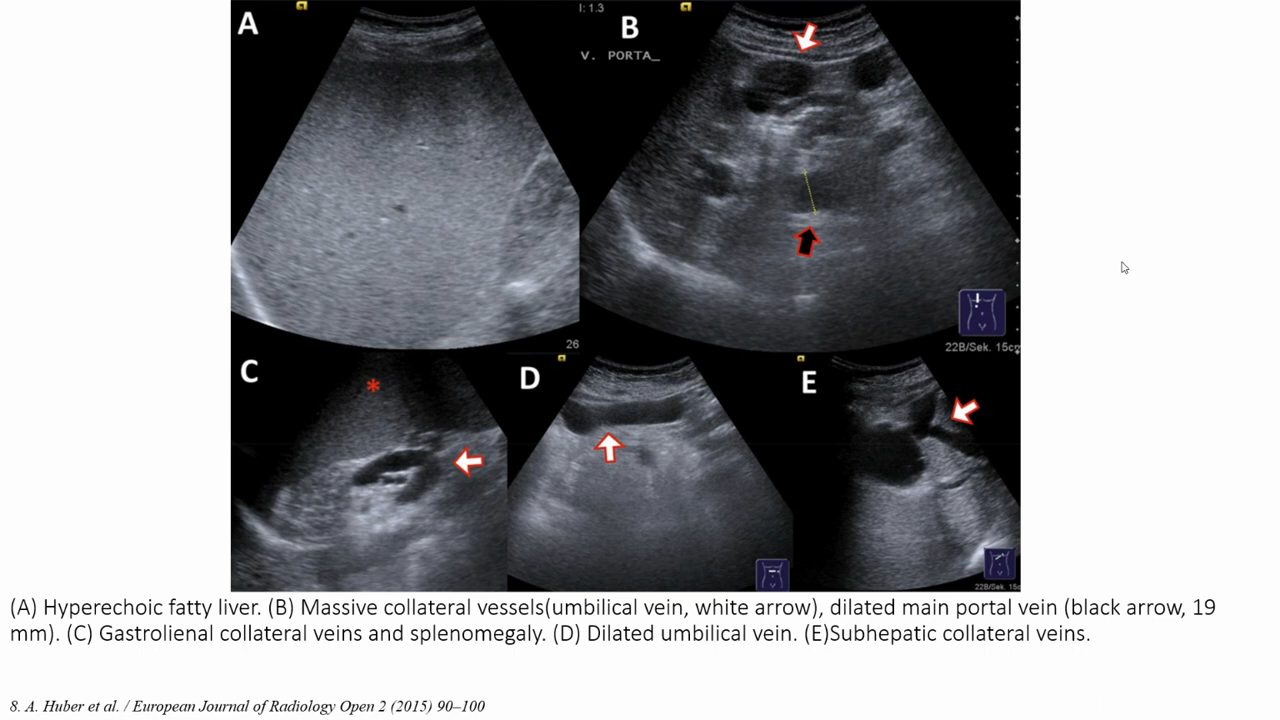 A
I: 1.3
B
V. PORTA_
26
22B/Sek. 15cm
C
*
D
E
22B/Sek. 15c
(A) Hyperechoic fatty liver. (B) Massive collateral vessels(umbilical vein, white arrow), dilated main portal vein (black arrow, 19
mm). (C) Gastrolienal collateral veins and splenomegaly. (D) Dilated umbilical vein. (E)Subhepatic collateral veins.
8. A. Huber et al. / European Journal of Radiology Open 2 (2015) 90–100